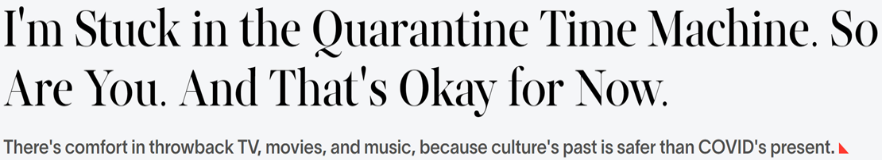 I'm Stuck in the Quarantine Time Machine. So
Are You. And That's Okay for Now.
There's comfort in throwback TV, movies, and music, because culture's past is safer than COVID's present.